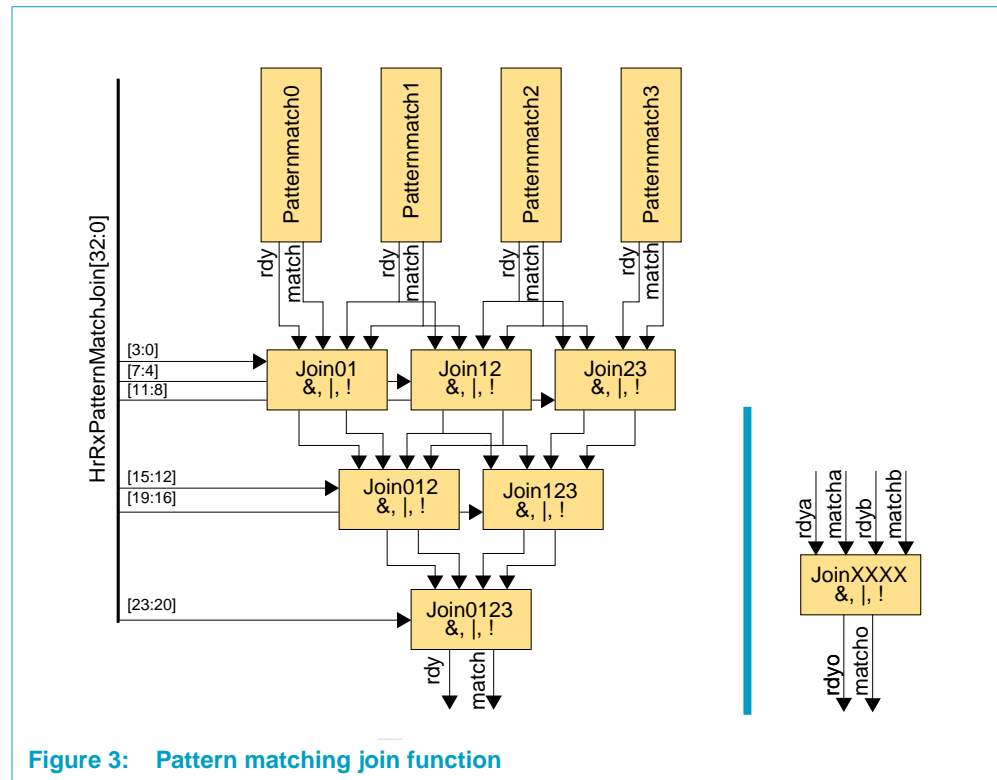 Patternmatch0
Patternmatch1
Patternmatch2
Patternmatch3
HrRxPatternMatchJoin[32:0]
rdy
match
rdy
match
rdy
match
rdy
match
[3:0]
[7:4]
[11:8]
Join01
&, |, !
Join12
&, |, !
Join23
&, |, !
[15:12]
[19:16]
Join012
&, |, !
Join123
&, |, !
[23:20]
Join0123
&, |, !
rdy
match
rdya
matcha
rdyb
matchb
JoinXXXX
&, |, !
rdyo
matcho
Figure 3: Pattern matching join function